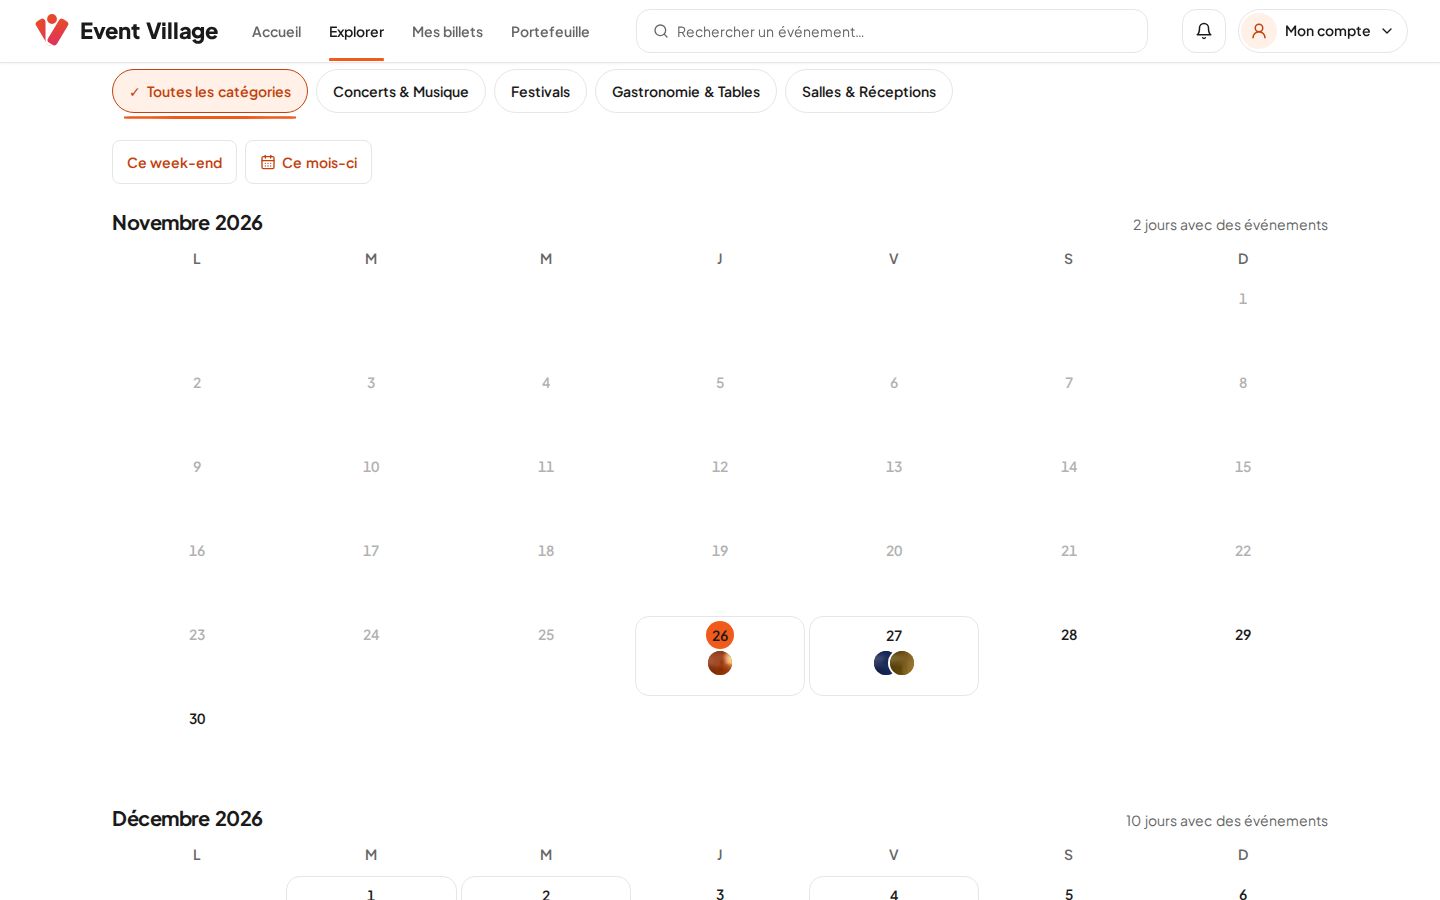 Event Village Accueil Explorer Mes billets Portefeuille Rechercher un événement... Mon compte
✓ Toutes les catégories Concerts & Musique Festivals Gastronomie & Tables Salles & Réceptions
Ce week-end Ce mois-ci
Novembre 2026 2 jours avec des événements
L M M J V S D
1
2 3 4 5 6 7 8
9 10 11 12 13 14 15
16 17 18 19 20 21 22
23 24 25 26 27 28 29
30
Décembre 2026 10 jours avec des événements
L M M J V S D
1 2 3 4 5 6